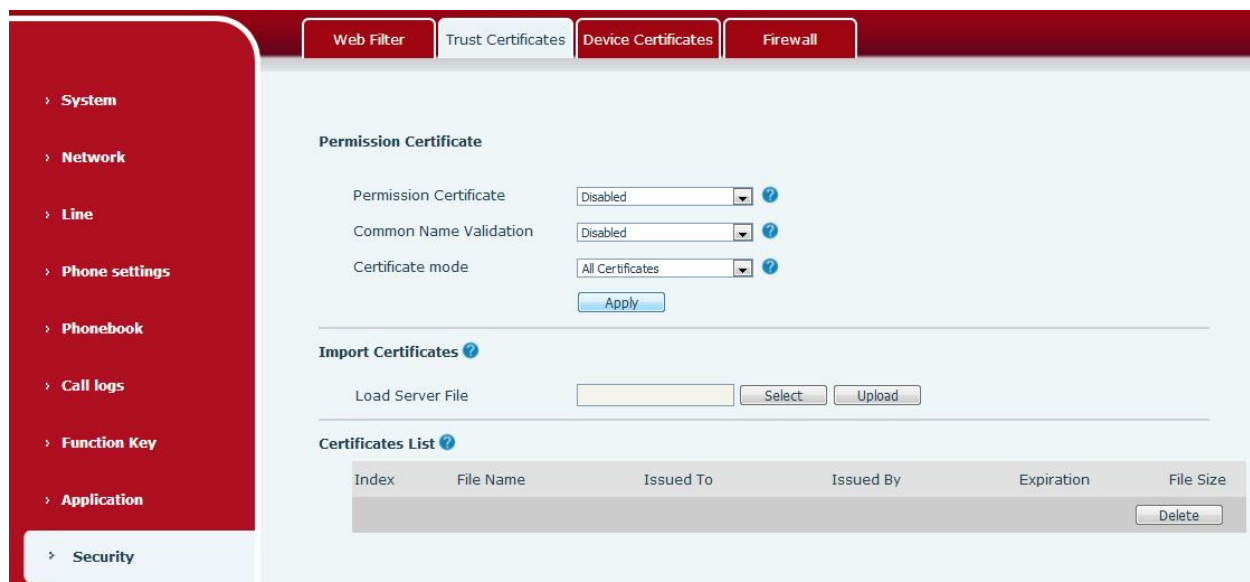 Web Filter
Trust Certificates
Device Certificates
Firewall
System
Network
Line
Phone settings
Phonebook
Call logs
Function Key
Application
Security
Permission Certificate
Permission Certificate Disabled ?
Common Name Validation Disabled ?
Certificate mode All Certificates ?
Apply
Import Certificates ?
Load Server File Select Upload
Certificates List ?
Index File Name Issued To Issued By Expiration File Size
Delete